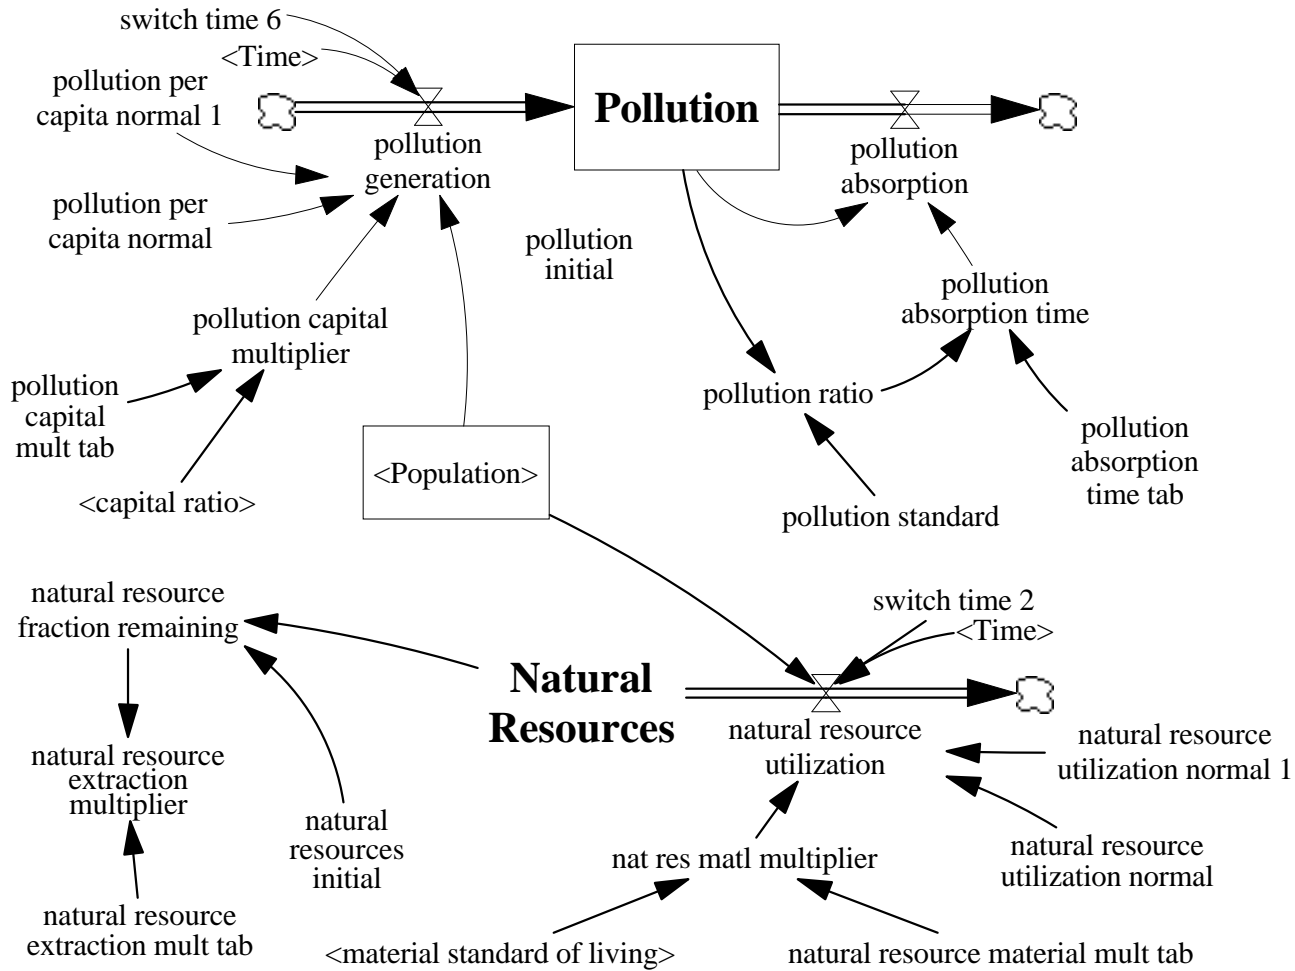 switch time 6
<Time>
pollution per
capita normal 1
Pollution
pollution
generation
pollution
absorption
pollution per
capita normal
pollution
initial
pollution
absorption time
pollution capital
multiplier
pollution
capital
mult tab
pollution ratio
pollution
absorption
time tab
<Population>
<capital ratio>
pollution standard
natural resource
fraction remaining
switch time 2
<Time>
Natural
Resources
natural resource
utilization
natural resource
utilization normal 1
natural resource
extraction
multiplier
natural
resources
initial
nat res matl multiplier
natural resource
utilization normal
natural resource
extraction mult tab
<material standard of living>
natural resource material mult tab